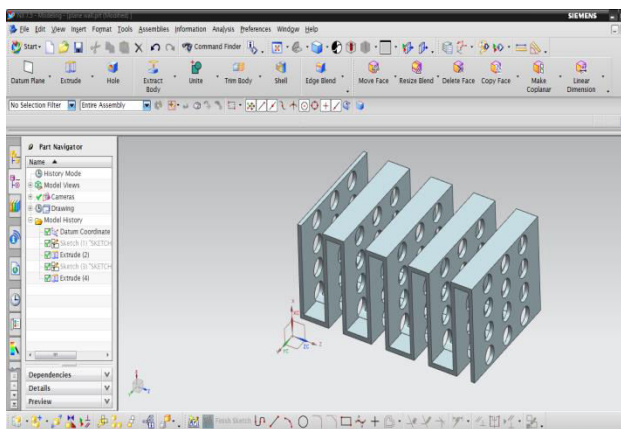 NX 7.5 - Modeling - [plane wall.prt (Modified) ]
SIEMENS
File Edit View Insert Format Tools Assemblies Information Analysis Preferences Window Help
Start Command Finder
Datum Plane Extrude Hole Extract Body Unite Trim Body Shell Edge Blend Move Face Resize Blend Delete Face Copy Face Make Coplanar Linear Dimension
No Selection Filter Entire Assembly
Part Navigator
Name
History Mode
Model Views
Cameras
Drawing
Model History
Datum Coordinate
Sketch (1) "SKETCH
Extrude (2)
Sketch (3) "SKETCH
Extrude (4)
Dependencies
Details
Preview
Finish Sketch